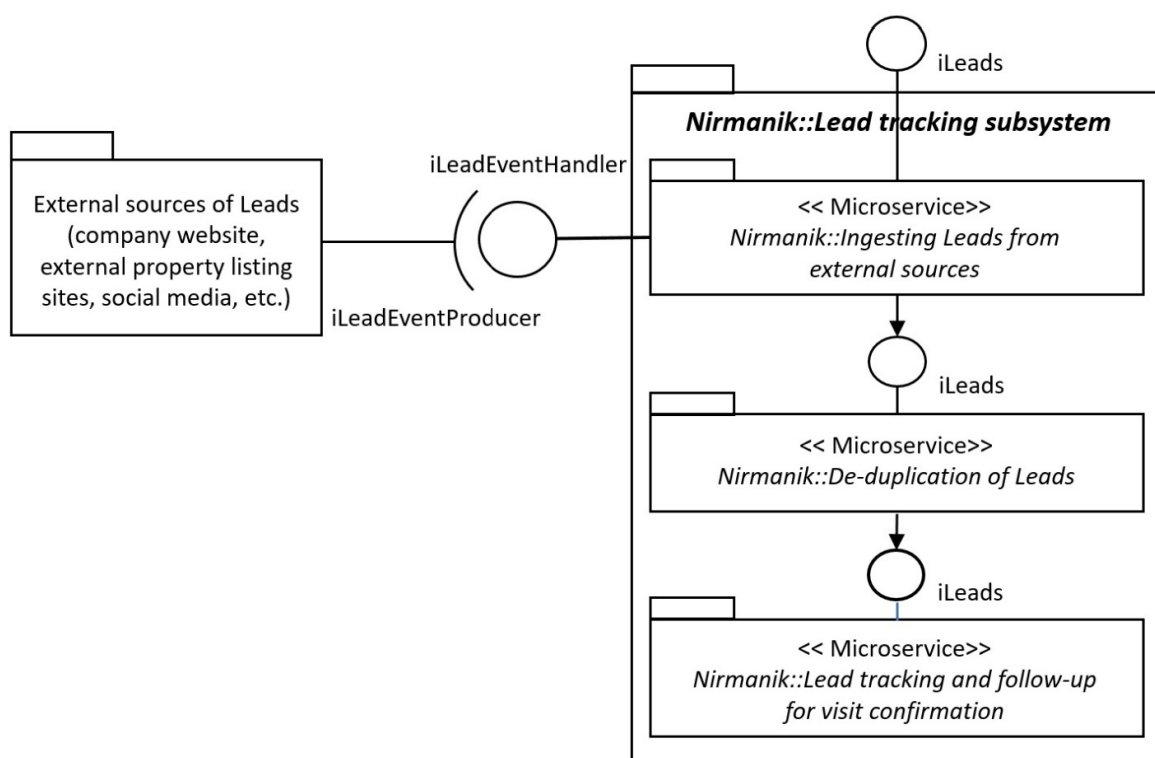 iLeads
Nirmanik::Lead tracking subsystem
iLeadEventHandler
External sources of Leads
(company website,
external property listing
sites, social media, etc.)
iLeadEventProducer
<< Microservice>>
Nirmanik::Ingesting Leads from
external sources
iLeads
<< Microservice>>
Nirmanik::De-duplication of Leads
iLeads
<< Microservice>>
Nirmanik::Lead tracking and follow-up
for visit confirmation